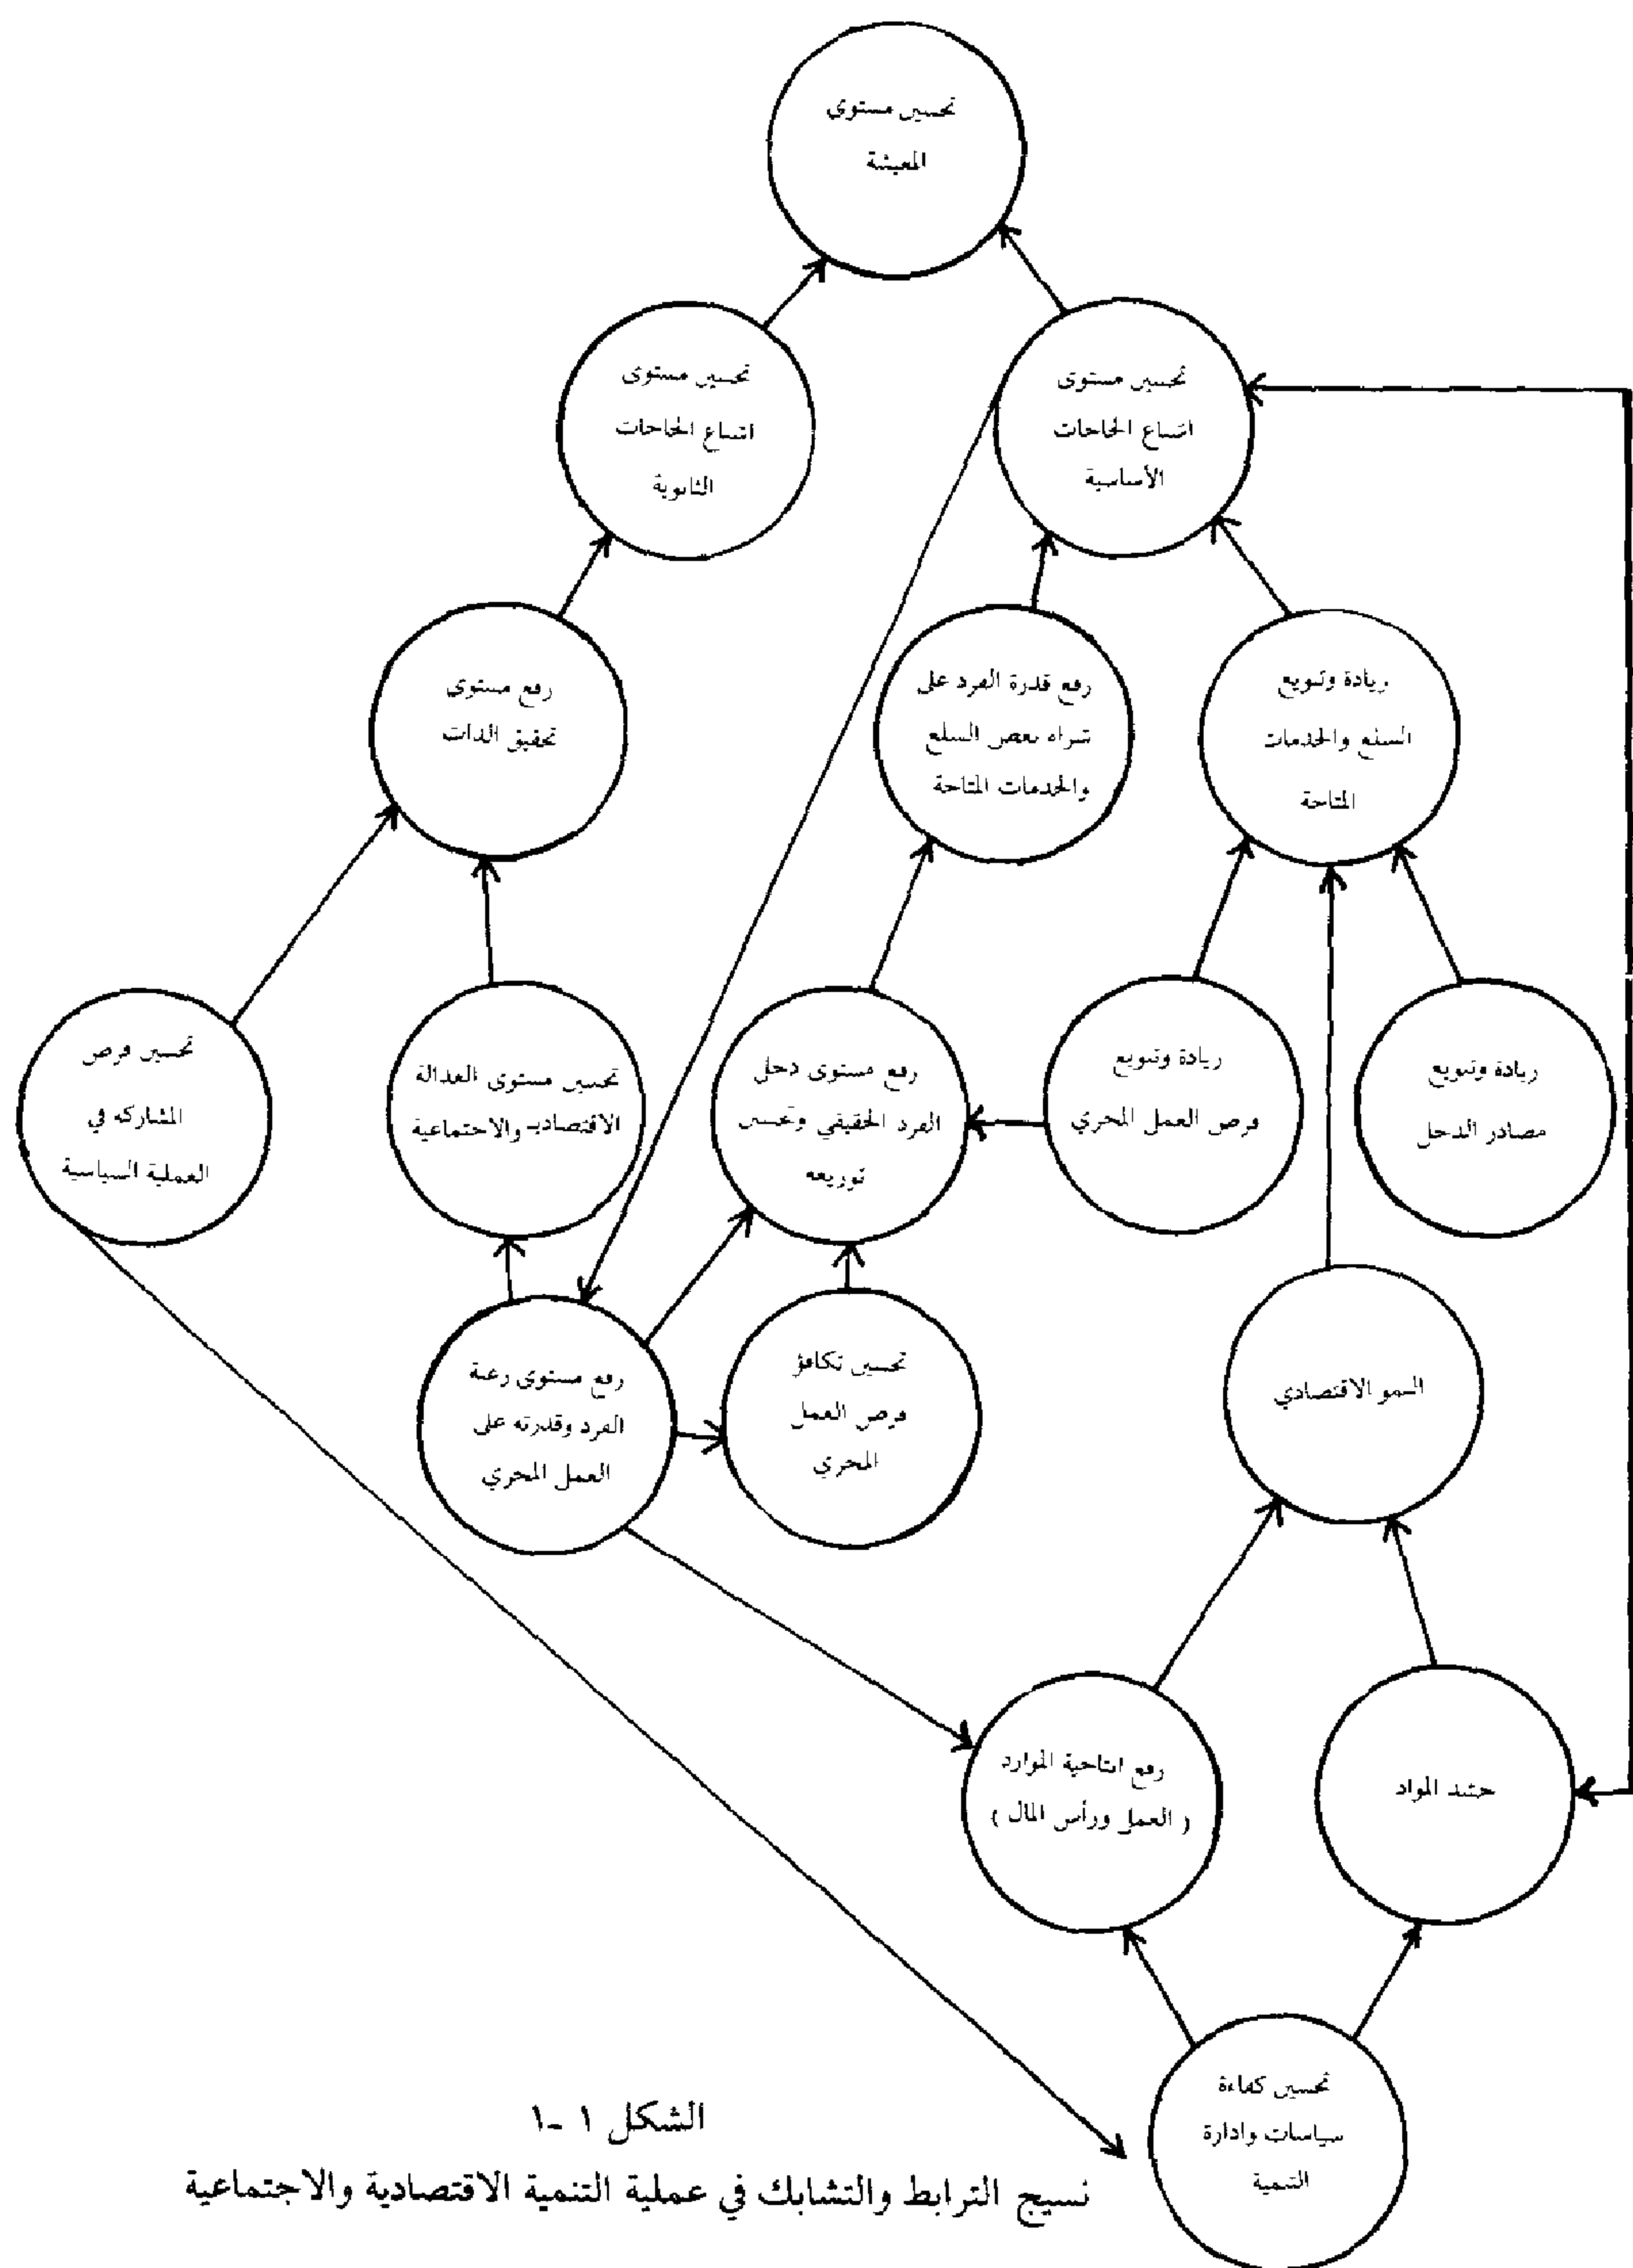 تحسين مستوى
المعيشة
تحسين مستوى
اشباع الحاجات
الأساسية
تحسين مستوى
اشباع الحاجات
الثانوية
زيادة وتنويع
السلع والخدمات
المتاحة
رفع قدرة الفرد على
شراء بعض السلع
والخدمات المتاحة
رفع مستوى
تحقيق الذات
زيادة وتنويع
مصادر الدخل
زيادة وتنويع
فرص العمل المجزي
رفع مستوى دخل
الفرد الحقيقي وتحسين
توزيعه
تحسين مستوى العدالة
الاقتصادية والاجتماعية
تحسين فرص
المشاركه في
العملية السياسية
النمو الاقتصادي
تحسين تكافؤ
فرص العمل
المجزي
رفع مستوى رغبة
الفرد وقدرته على
العمل المجزي
حشد المواد
رفع انتاجية الموارد
( العمل ورأس المال )
تحسين كفاءة
سياسات وادارة
التنمية
الشكل ١ -١
نسيج الترابط والتشابك في عملية التنمية الاقتصادية والاجتماعية